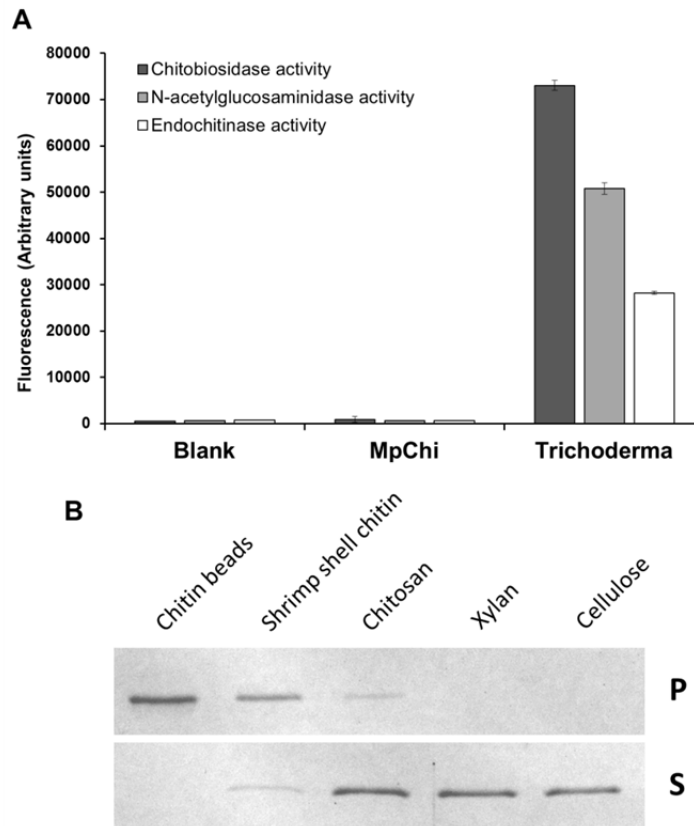 A
Fluorescence (Arbitrary units)
80000
70000
60000
50000
40000
30000
20000
10000
0
Chitobiosidase activity
N-acetylglucosaminidase activity
Endochitinase activity
Blank
MpChi
Trichoderma
B
Chitin beads
Shrimp shell chitin
Chitosan
Xylan
Cellulose
P
S